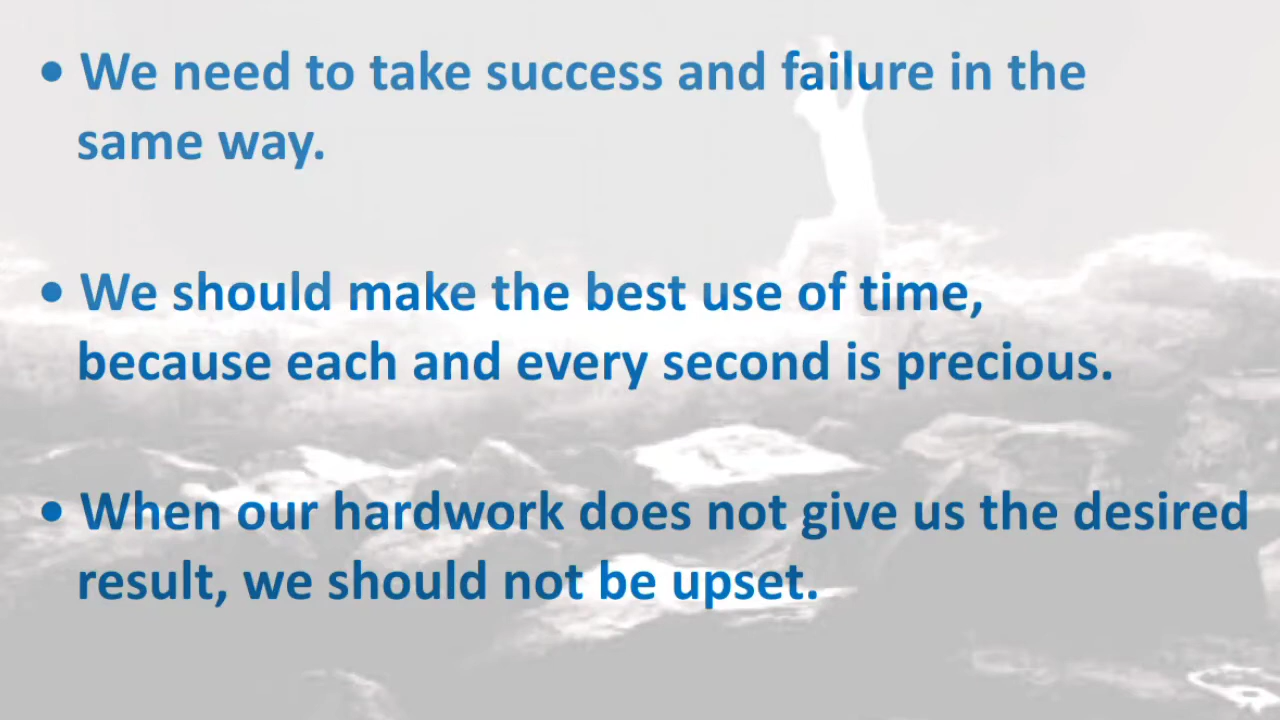 • We need to take success and failure in the
same way.
• We should make the best use of time,
because each and every second is precious.
• When our hardwork does not give us the desired
result, we should not be upset.